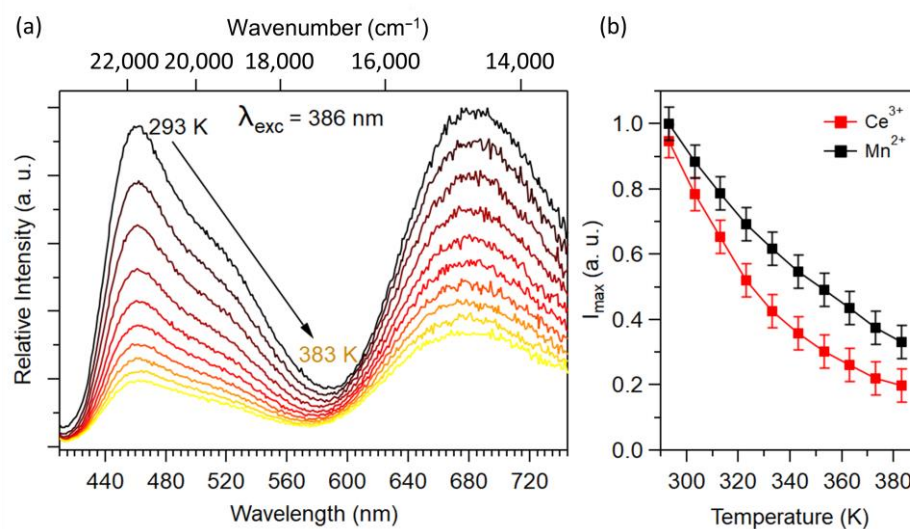 (a)
Wavenumber (cm⁻¹)
22,000 20,000 18,000 16,000 14,000
Relative Intensity (a. u.)
293 K
λexc = 386 nm
383 K
440 480 520 560 600 640 680 720
Wavelength (nm)
(b)
Imax (a. u.)
1.0
0.8
0.6
0.4
0.2
0.0
Ce³⁺
Mn²⁺
300 320 340 360 380
Temperature (K)